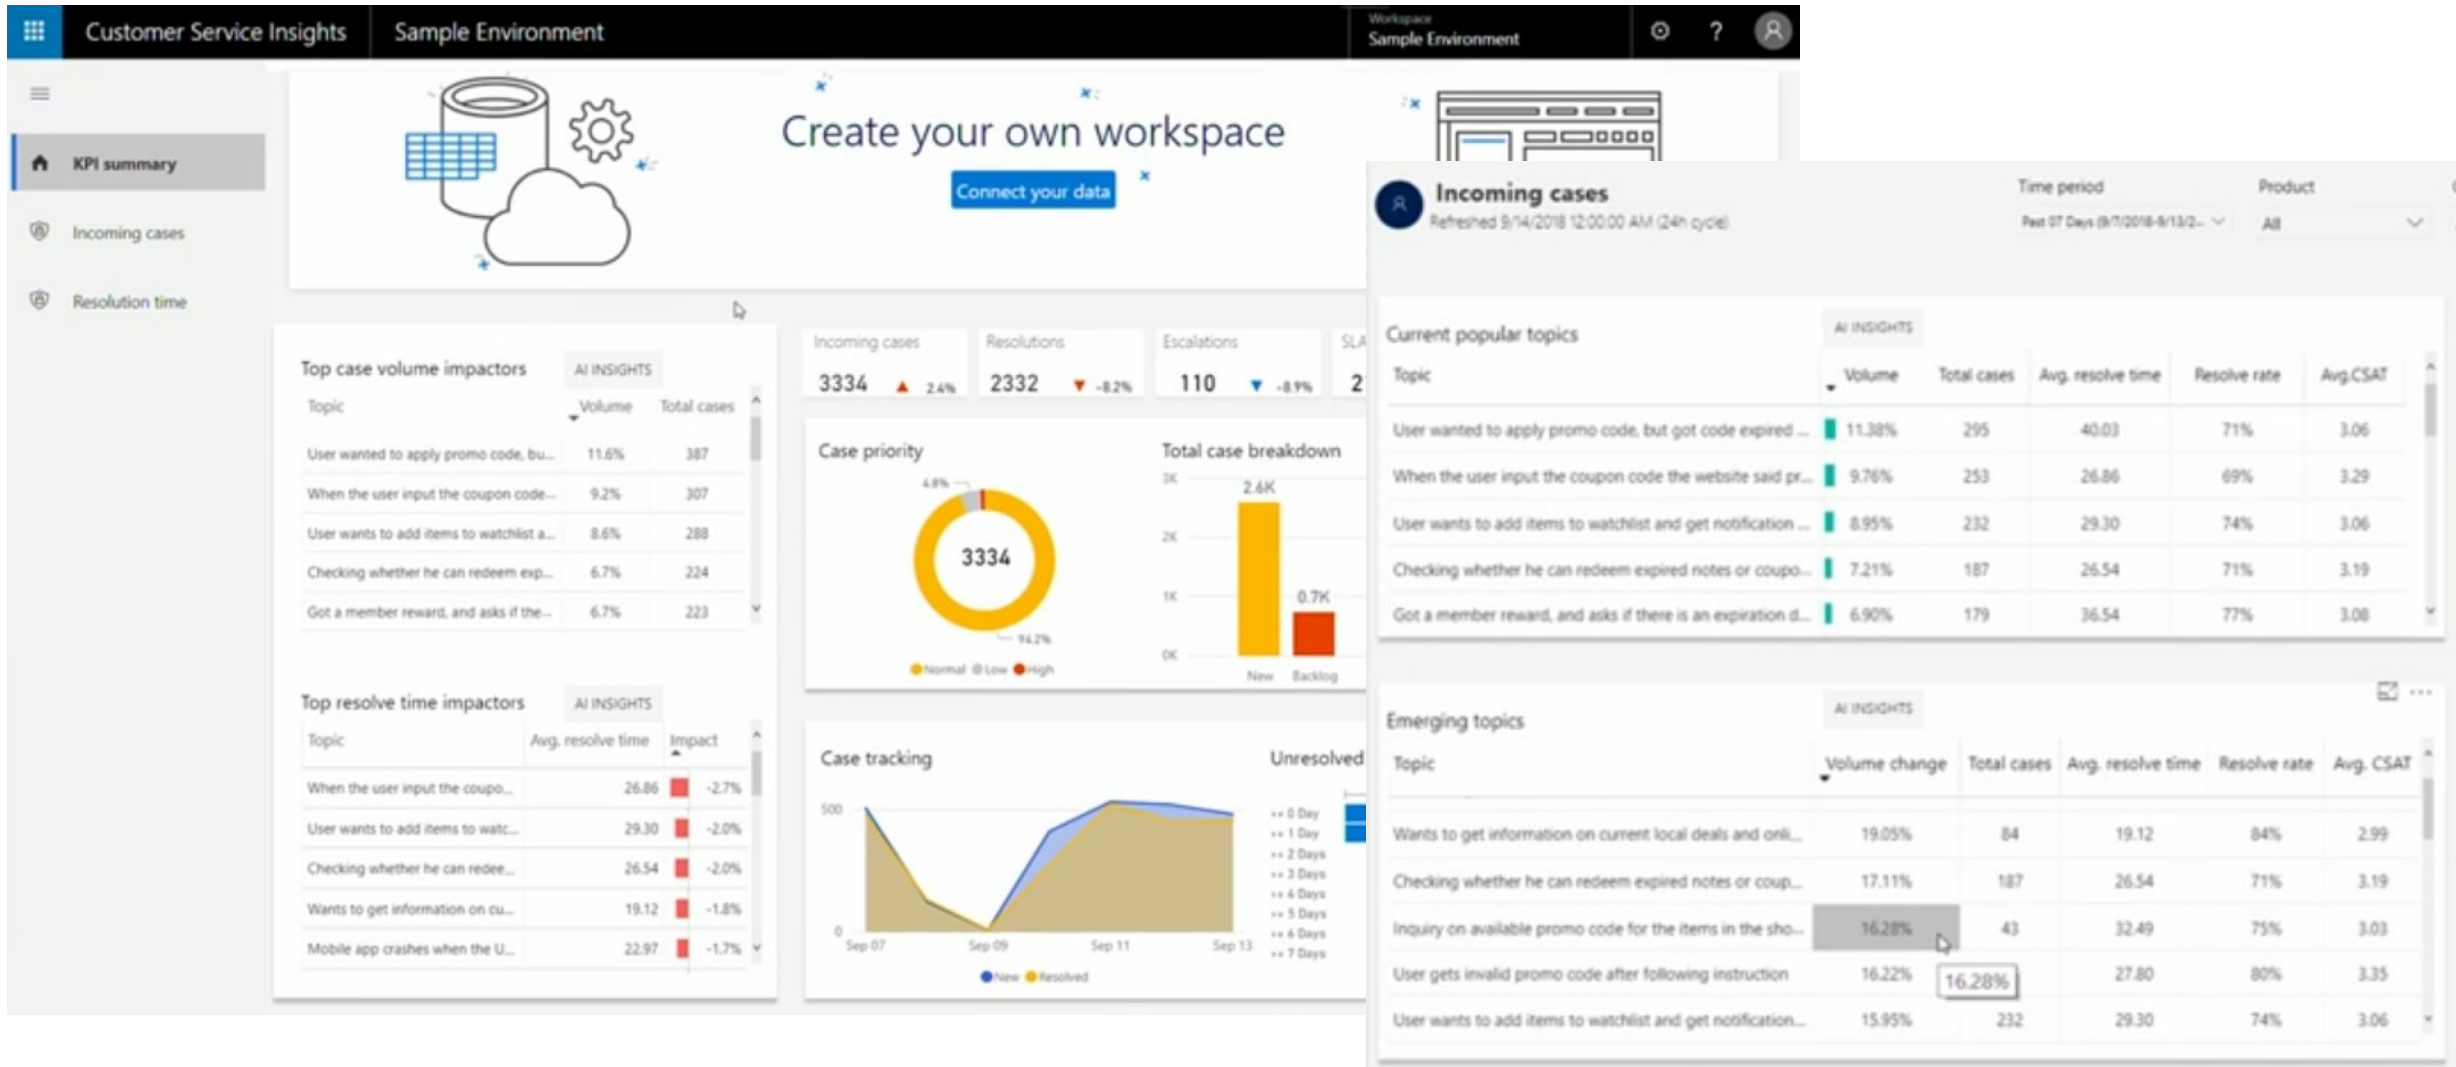 Customer Service Insights
Sample Environment
Workspace
Sample Environment
?
KPI summary
Incoming cases
Resolution time
Create your own workspace
Connect your data
Top case volume impactors
AI INSIGHTS
Topic Volume Total cases
User wanted to apply promo code, bu... 11.6% 387
When the user input the coupon code... 9.2% 307
User wants to add items to watchlist a... 8.6% 288
Checking whether he can redeem exp... 6.7% 224
Got a member reward, and asks if the... 6.7% 223
Top resolve time impactors
AI INSIGHTS
Topic Avg. resolve time Impact
When the user input the coupo... 26.86 -2.7%
User wants to add items to watc... 29.30 -2.0%
Checking whether he can redee... 26.54 -2.0%
Wants to get information on cu... 19.12 -1.8%
Mobile app crashes when the U... 22.97 -1.7%
Incoming cases
3334 2.4%
Resolutions
2332 -8.2%
Escalations
110 -8.9%
SLA
2
Case priority
4.8%
3334
94.2%
Normal Low High
Total case breakdown
3K
2K
1K
0K
2.6K
0.7K
New Backlog
Case tracking
500
0
Sep 07 Sep 09 Sep 11 Sep 13
New Resolved
Unresolved
>= 0 Day
>= 1 Day
>= 2 Days
>= 3 Days
>= 4 Days
>= 5 Days
>= 6 Days
>= 7 Days
Incoming cases
Refreshed 9/14/2018 12:00:00 AM (24h cycle)
Time period
Past 07 Days (9/7/2018-9/13/2...
Product
All
Current popular topics
AI INSIGHTS
Topic Volume Total cases Avg. resolve time Resolve rate Avg.CSAT
User wanted to apply promo code, but got code expired ... 11.38% 295 40.03 71% 3.06
When the user input the coupon code the website said pr... 9.76% 253 26.86 69% 3.29
User wants to add items to watchlist and get notification ... 8.95% 232 29.30 74% 3.06
Checking whether he can redeem expired notes or coupo... 7.21% 187 26.54 71% 3.19
Got a member reward, and asks if there is an expiration d... 6.90% 179 36.54 77% 3.08
Emerging topics
AI INSIGHTS
Topic Volume change Total cases Avg. resolve time Resolve rate Avg. CSAT
Wants to get information on current local deals and onli... 19.05% 84 19.12 84% 2.99
Checking whether he can redeem expired notes or coup... 17.11% 187 26.54 71% 3.19
Inquiry on available promo code for the items in the sho... 16.28% 43 32.49 75% 3.03
User gets invalid promo code after following instruction 16.22% 27.80 80% 3.35
16.28%
User wants to add items to watchlist and get notification... 15.95% 232 29.30 74% 3.06